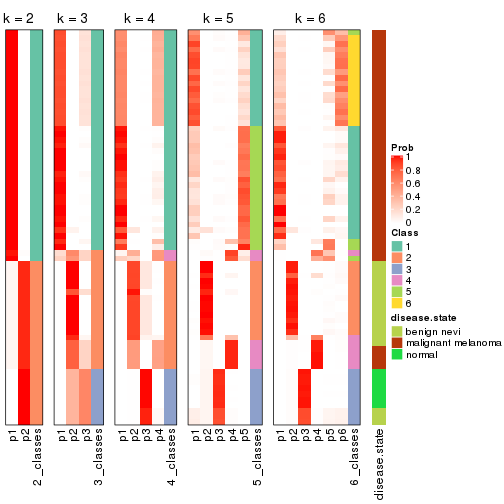 k = 2
k = 3
k = 4
k = 5
k = 6
Prob
1
0.8
0.6
0.4
0.2
0
Class
1
2
3
4
5
6
disease.state
benign nevi
malignant melanoma
normal
p1
p2
2_classes
p1
p2
p3
3_classes
p1
p2
p3
p4
4_classes
p1
p2
p3
p4
p5
5_classes
p1
p2
p3
p4
p5
p6
6_classes
disease.state